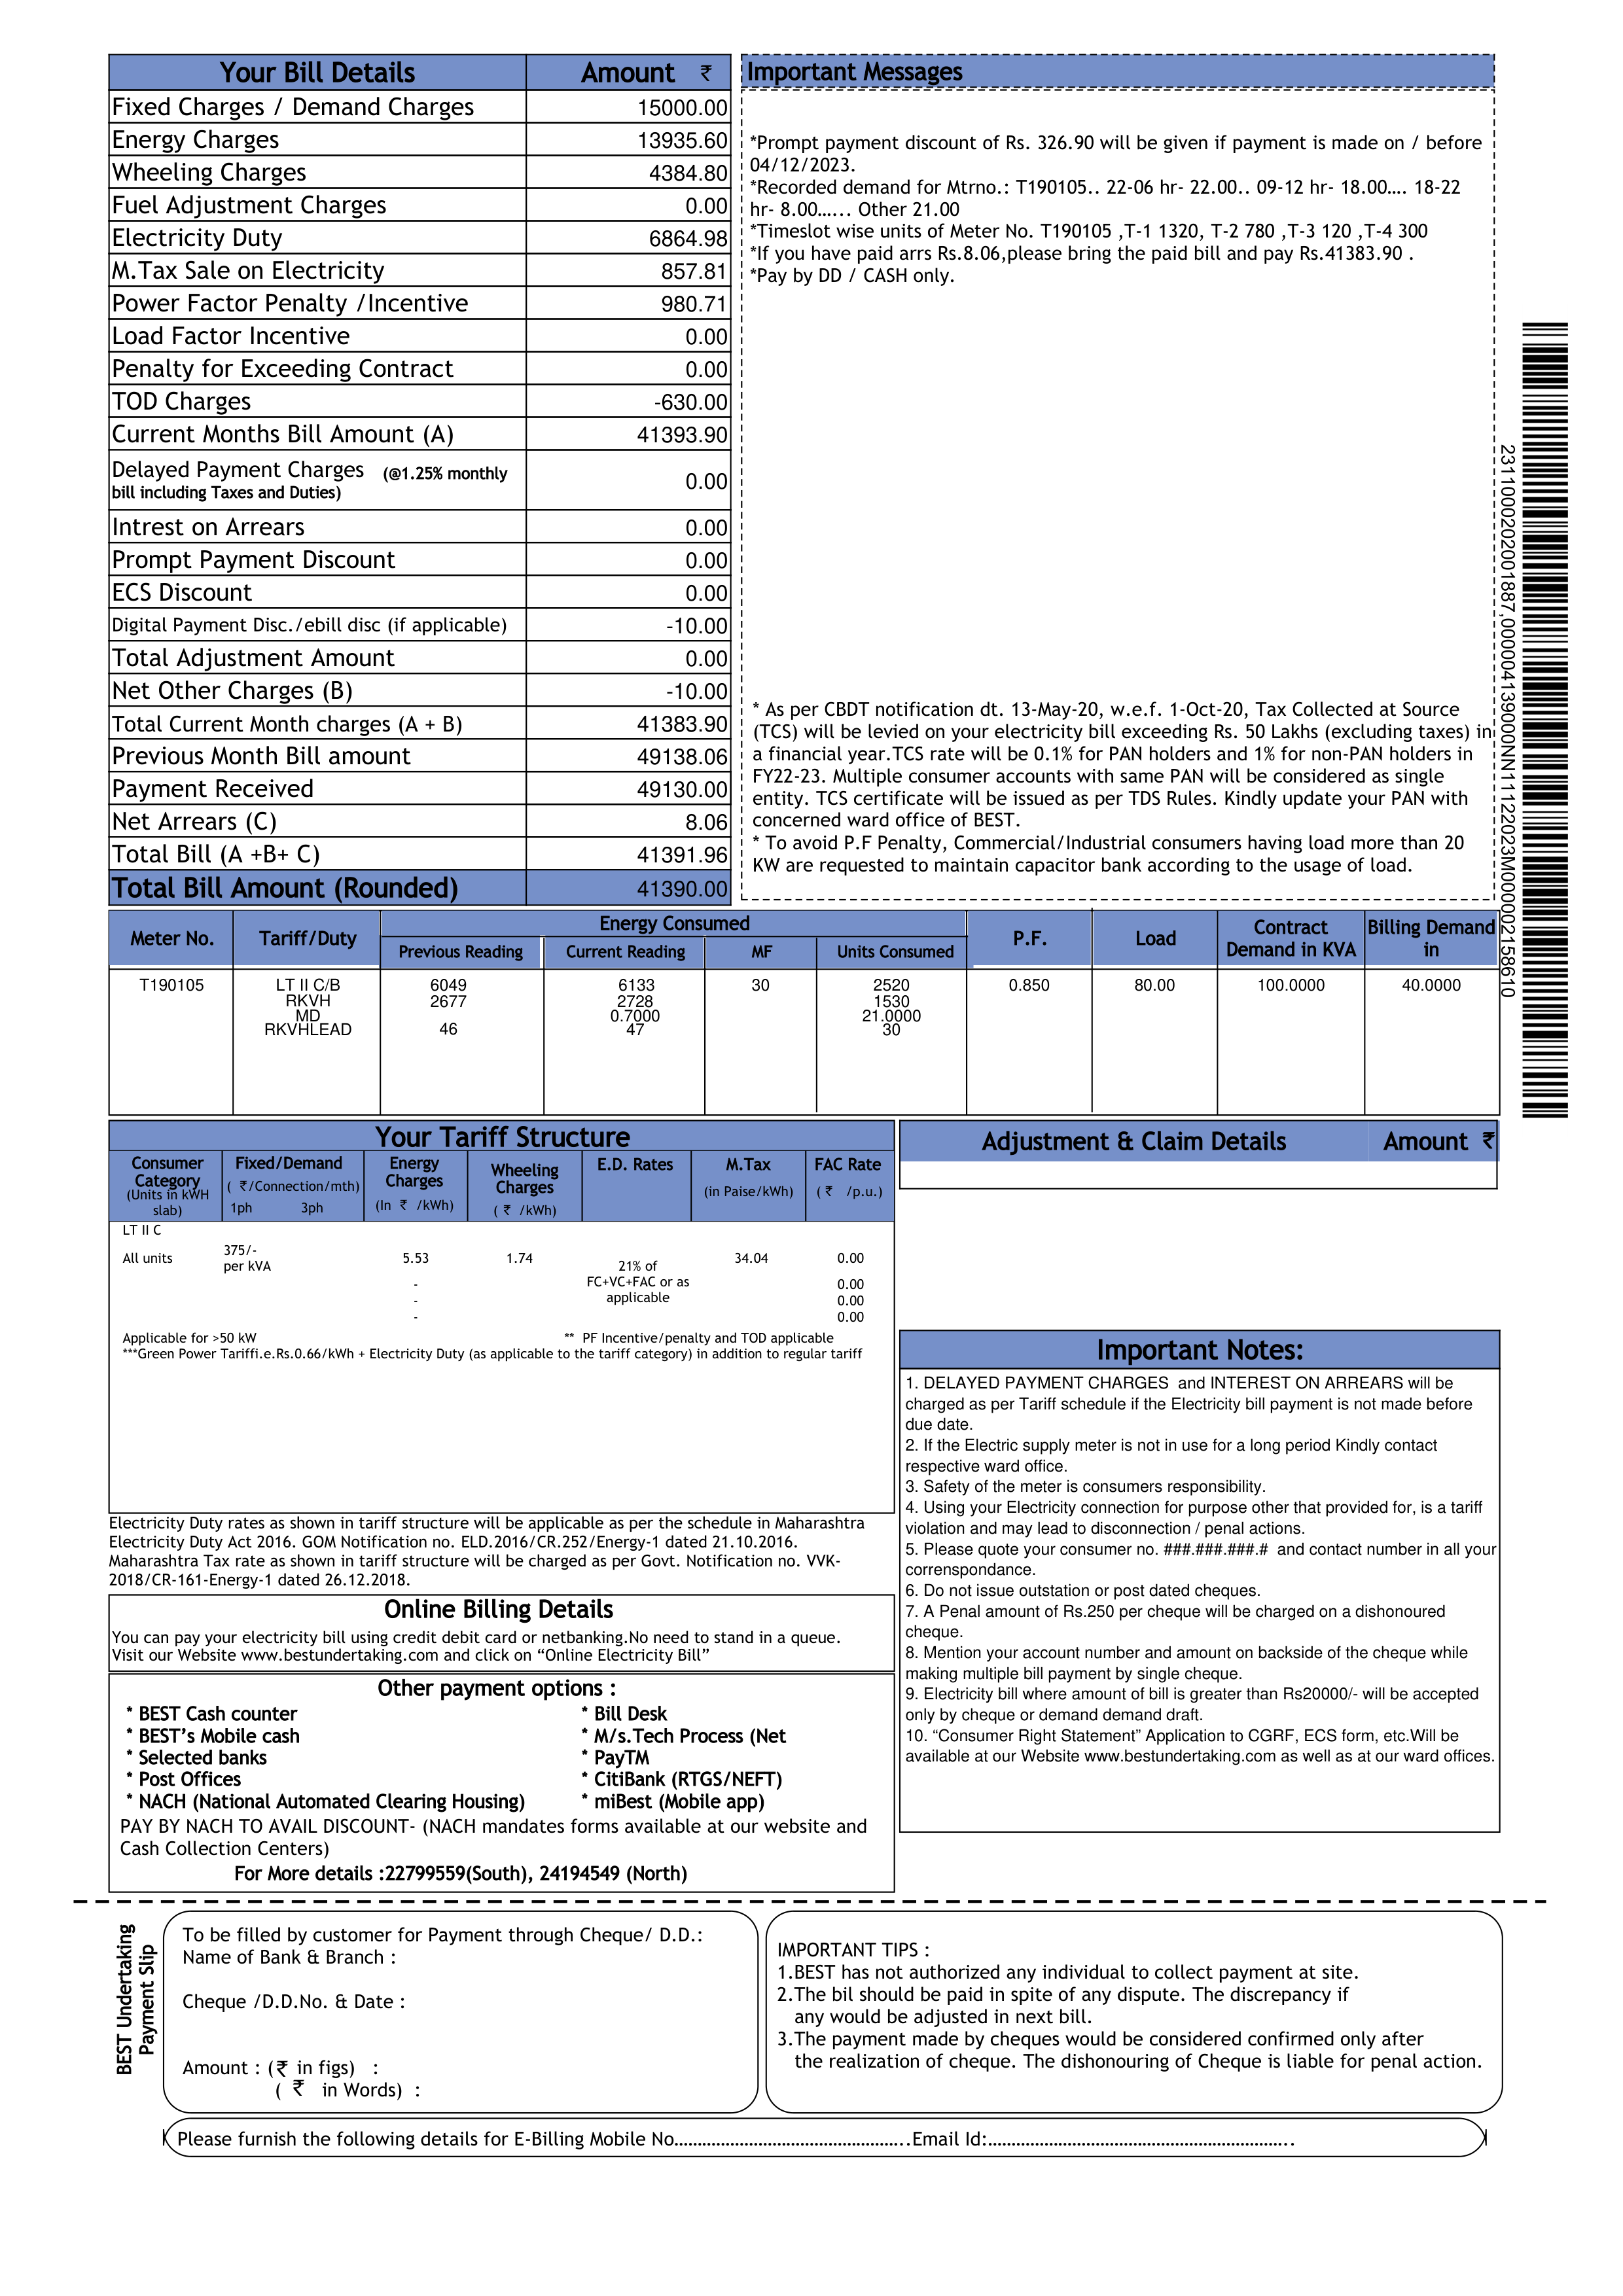 Your Bill Details Amount ₹
Fixed Charges / Demand Charges 15000.00
Energy Charges 13935.60
Wheeling Charges 4384.80
Fuel Adjustment Charges 0.00
Electricity Duty 6864.98
M.Tax Sale on Electricity 857.81
Power Factor Penalty /Incentive 980.71
Load Factor Incentive 0.00
Penalty for Exceeding Contract 0.00
TOD Charges -630.00
Current Months Bill Amount (A) 41393.90
Delayed Payment Charges (@1.25% monthly
bill including Taxes and Duties) 0.00
Intrest on Arrears 0.00
Prompt Payment Discount 0.00
ECS Discount 0.00
Digital Payment Disc./ebill disc (if applicable) -10.00
Total Adjustment Amount 0.00
Net Other Charges (B) -10.00
Total Current Month charges (A + B) 41383.90
Previous Month Bill amount 49138.06
Payment Received 49130.00
Net Arrears (C) 8.06
Total Bill (A +B+ C) 41391.96
Total Bill Amount (Rounded) 41390.00
Important Messages
*Prompt payment discount of Rs. 326.90 will be given if payment is made on / before
04/12/2023.
*Recorded demand for Mtrno.: T190105.. 22-06 hr- 22.00.. 09-12 hr- 18.00…. 18-22
hr- 8.00…... Other 21.00
*Timeslot wise units of Meter No. T190105 ,T-1 1320, T-2 780 ,T-3 120 ,T-4 300
*If you have paid arrs Rs.8.06,please bring the paid bill and pay Rs.41383.90 .
*Pay by DD / CASH only.
* As per CBDT notification dt. 13-May-20, w.e.f. 1-Oct-20, Tax Collected at Source
(TCS) will be levied on your electricity bill exceeding Rs. 50 Lakhs (excluding taxes) in
a financial year.TCS rate will be 0.1% for PAN holders and 1% for non-PAN holders in
FY22-23. Multiple consumer accounts with same PAN will be considered as single
entity. TCS certificate will be issued as per TDS Rules. Kindly update your PAN with
concerned ward office of BEST.
* To avoid P.F Penalty, Commercial/Industrial consumers having load more than 20
KW are requested to maintain capacitor bank according to the usage of load.
Meter No. Tariff/Duty Energy Consumed P.F. Load Contract Billing Demand
Previous Reading Current Reading MF Units Consumed Demand in KVA in
T190105 LT II C/B 6049 6133 30 2520 0.850 80.00 100.0000 40.0000
RKVH 2677 2728 1530
MD 0.7000 21.0000
RKVHLEAD 46 47 30
Your Tariff Structure
Consumer Fixed/Demand Energy Wheeling E.D. Rates M.Tax FAC Rate
Category ( ₹/Connection/mth) Charges Charges (in Paise/kWh) ( ₹ /p.u.)
(Units in kWH 1ph 3ph (In ₹ /kWh) ( ₹ /kWh)
slab)
LT II C
All units 375/- 5.53 1.74 21% of 34.04 0.00
per kVA - FC+VC+FAC or as 0.00
- applicable 0.00
- 0.00
Applicable for >50 kW ** PF Incentive/penalty and TOD applicable
***Green Power Tariffi.e.Rs.0.66/kWh + Electricity Duty (as applicable to the tariff category) in addition to regular tariff
Electricity Duty rates as shown in tariff structure will be applicable as per the schedule in Maharashtra
Electricity Duty Act 2016. GOM Notification no. ELD.2016/CR.252/Energy-1 dated 21.10.2016.
Maharashtra Tax rate as shown in tariff structure will be charged as per Govt. Notification no. VVK-
2018/CR-161-Energy-1 dated 26.12.2018.
Online Billing Details
You can pay your electricity bill using credit debit card or netbanking.No need to stand in a queue.
Visit our Website www.bestundertaking.com and click on “Online Electricity Bill”
Other payment options :
* BEST Cash counter * Bill Desk
* BEST’s Mobile cash * M/s.Tech Process (Net
* Selected banks * PayTM
* Post Offices * CitiBank (RTGS/NEFT)
* NACH (National Automated Clearing Housing) * miBest (Mobile app)
PAY BY NACH TO AVAIL DISCOUNT- (NACH mandates forms available at our website and
Cash Collection Centers)
For More details :22799559(South), 24194549 (North)
Adjustment & Claim Details Amount ₹
Important Notes:
1. DELAYED PAYMENT CHARGES and INTEREST ON ARREARS will be
charged as per Tariff schedule if the Electricity bill payment is not made before
due date.
2. If the Electric supply meter is not in use for a long period Kindly contact
respective ward office.
3. Safety of the meter is consumers responsibility.
4. Using your Electricity connection for purpose other that provided for, is a tariff
violation and may lead to disconnection / penal actions.
5. Please quote your consumer no. ###.###.###.# and contact number in all your
correnspondance.
6. Do not issue outstation or post dated cheques.
7. A Penal amount of Rs.250 per cheque will be charged on a dishonoured
cheque.
8. Mention your account number and amount on backside of the cheque while
making multiple bill payment by single cheque.
9. Electricity bill where amount of bill is greater than Rs20000/- will be accepted
only by cheque or demand demand draft.
10. “Consumer Right Statement” Application to CGRF, ECS form, etc.Will be
available at our Website www.bestundertaking.com as well as at our ward offices.
BEST Undertaking
Payment Slip
To be filled by customer for Payment through Cheque/ D.D.:
Name of Bank & Branch :
Cheque /D.D.No. & Date :
Amount : (₹ in figs) :
( ₹ in Words) :
IMPORTANT TIPS :
1.BEST has not authorized any individual to collect payment at site.
2.The bil should be paid in spite of any dispute. The discrepancy if
any would be adjusted in next bill.
3.The payment made by cheques would be considered confirmed only after
the realization of cheque. The dishonouring of Cheque is liable for penal action.
Please furnish the following details for E-Billing Mobile No…………………………………………..Email Id:………………………………………………………..